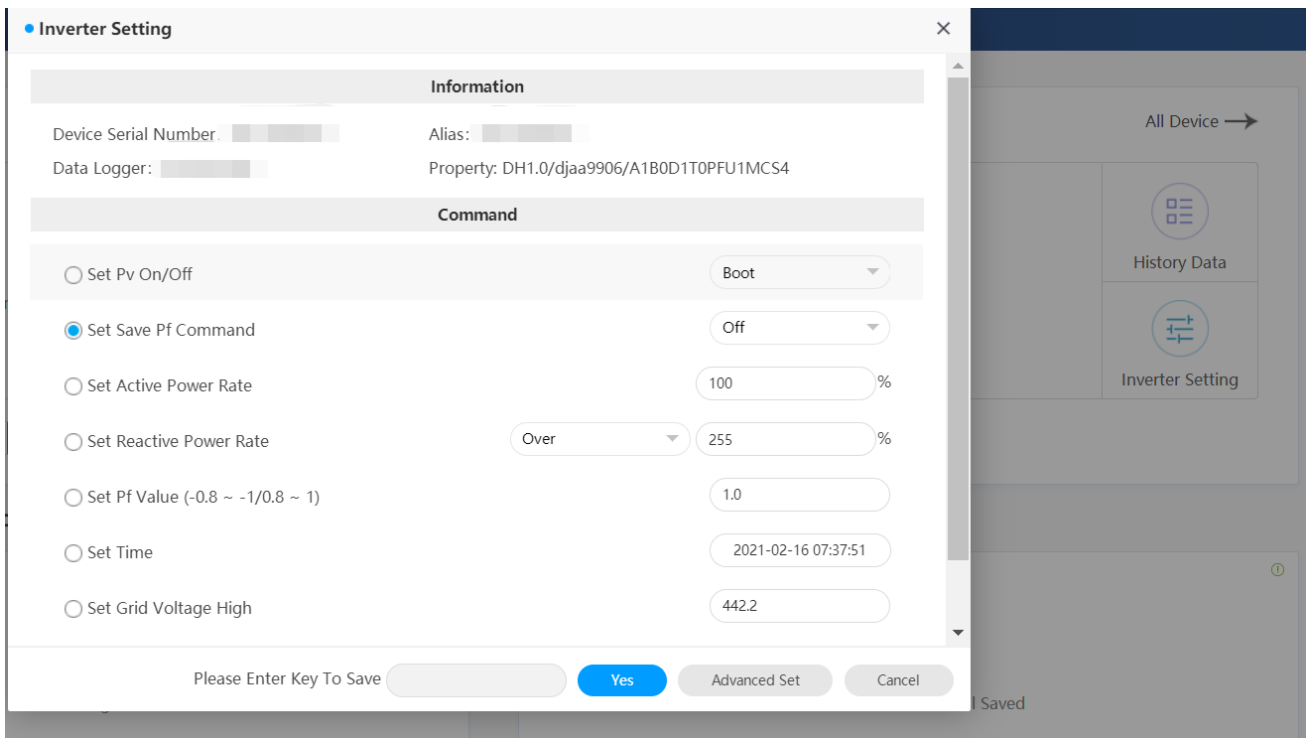 Inverter Setting
Information
Device Serial Number:
Alias:
Data Logger:
Property: DH1.0/djaa9906/A1B0D1T0PFU1MCS4
Command
Set Pv On/Off Boot
Set Save Pf Command Off
Set Active Power Rate 100 %
Set Reactive Power Rate Over 255 %
Set Pf Value (-0.8 ~ -1/0.8 ~ 1) 1.0
Set Time 2021-02-16 07:37:51
Set Grid Voltage High 442.2
Please Enter Key To Save Yes Advanced Set Cancel
All Device
History Data
Inverter Setting
l Saved